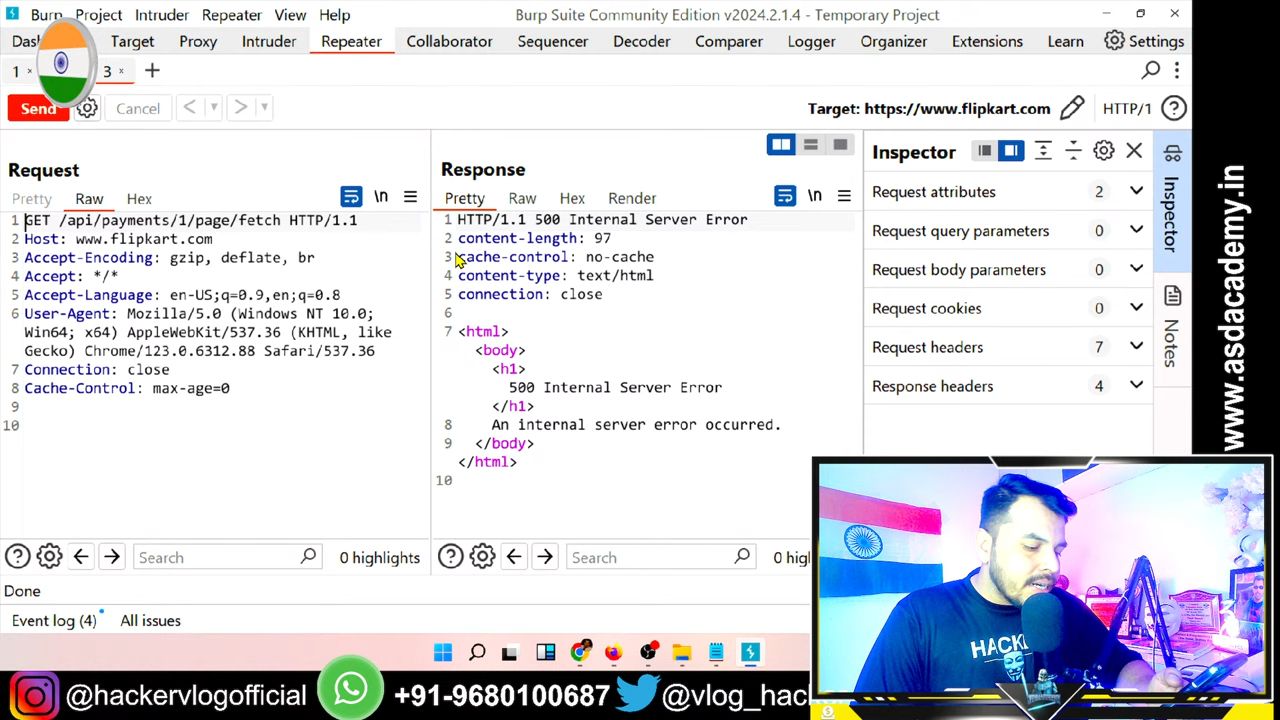 Burp Project Intruder Repeater View Help Burp Suite Community Edition v2024.2.1.4 - Temporary Project
Target Proxy Intruder Repeater Collaborator Sequencer Decoder Comparer Logger Organizer Extensions Learn Settings
1 × 3 × +
Send Cancel < > Target: https://www.flipkart.com HTTP/1 ?
Request
Pretty Raw Hex \n
1 GET /api/payments/1/page/fetch HTTP/1.1
2 Host: www.flipkart.com
3 Accept-Encoding: gzip, deflate, br
4 Accept: */*
5 Accept-Language: en-US;q=0.9,en;q=0.8
6 User-Agent: Mozilla/5.0 (Windows NT 10.0;
Win64; x64) AppleWebKit/537.36 (KHTML, like
Gecko) Chrome/123.0.6312.88 Safari/537.36
7 Connection: close
8 Cache-Control: max-age=0
9
10
Search 0 highlights
Response
Pretty Raw Hex Render \n
1 HTTP/1.1 500 Internal Server Error
2 content-length: 97
3 cache-control: no-cache
4 content-type: text/html
5 connection: close
6
7 <html>
<body>
<h1>
500 Internal Server Error
</h1>
8 An internal server error occurred.
9 </body>
</html>
10
Search
Inspector
Request attributes 2
Request query parameters 0
Request body parameters 0
Request cookies 0
Request headers 7
Response headers 4
Inspector
Notes
Done
Event log (4) All issues
www.asdacademy.in
@hackervlogofficial +91-9680100687